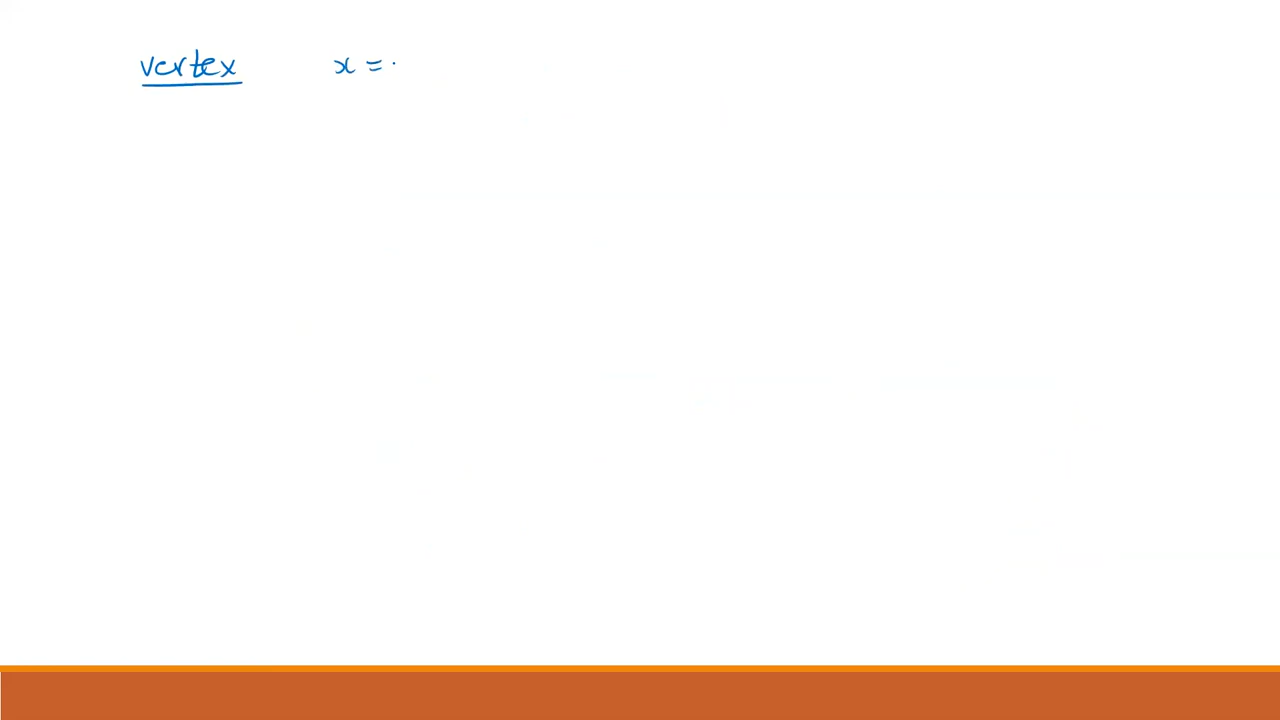 vertex x =